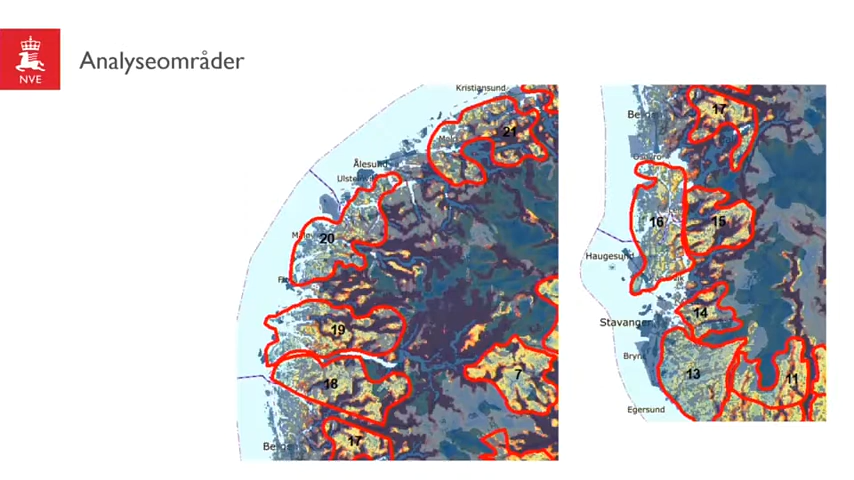 NVE
Analyseområder
Kristiansund
21
Ålesund
20
19
18
7
17
17
16
15
Haugesund
14
Stavanger
Bryne
13
11
Egersund